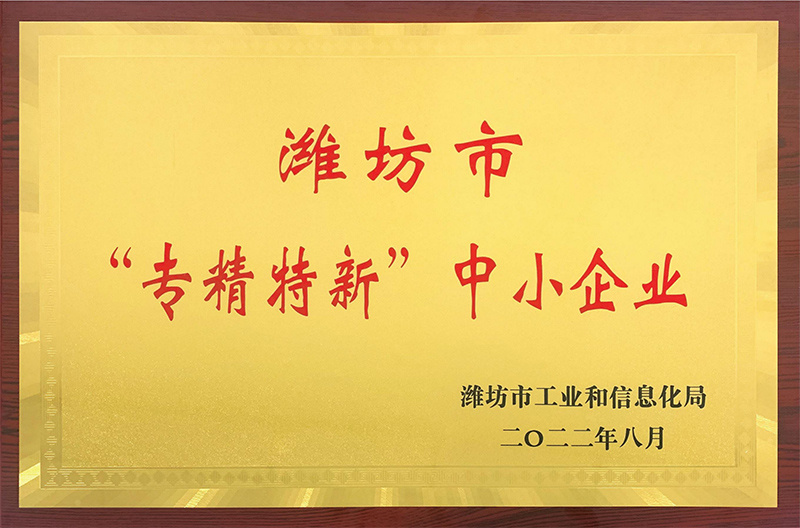 潍坊市
“专精特新”中小企业
潍坊市工业和信息化局
二〇二二年八月